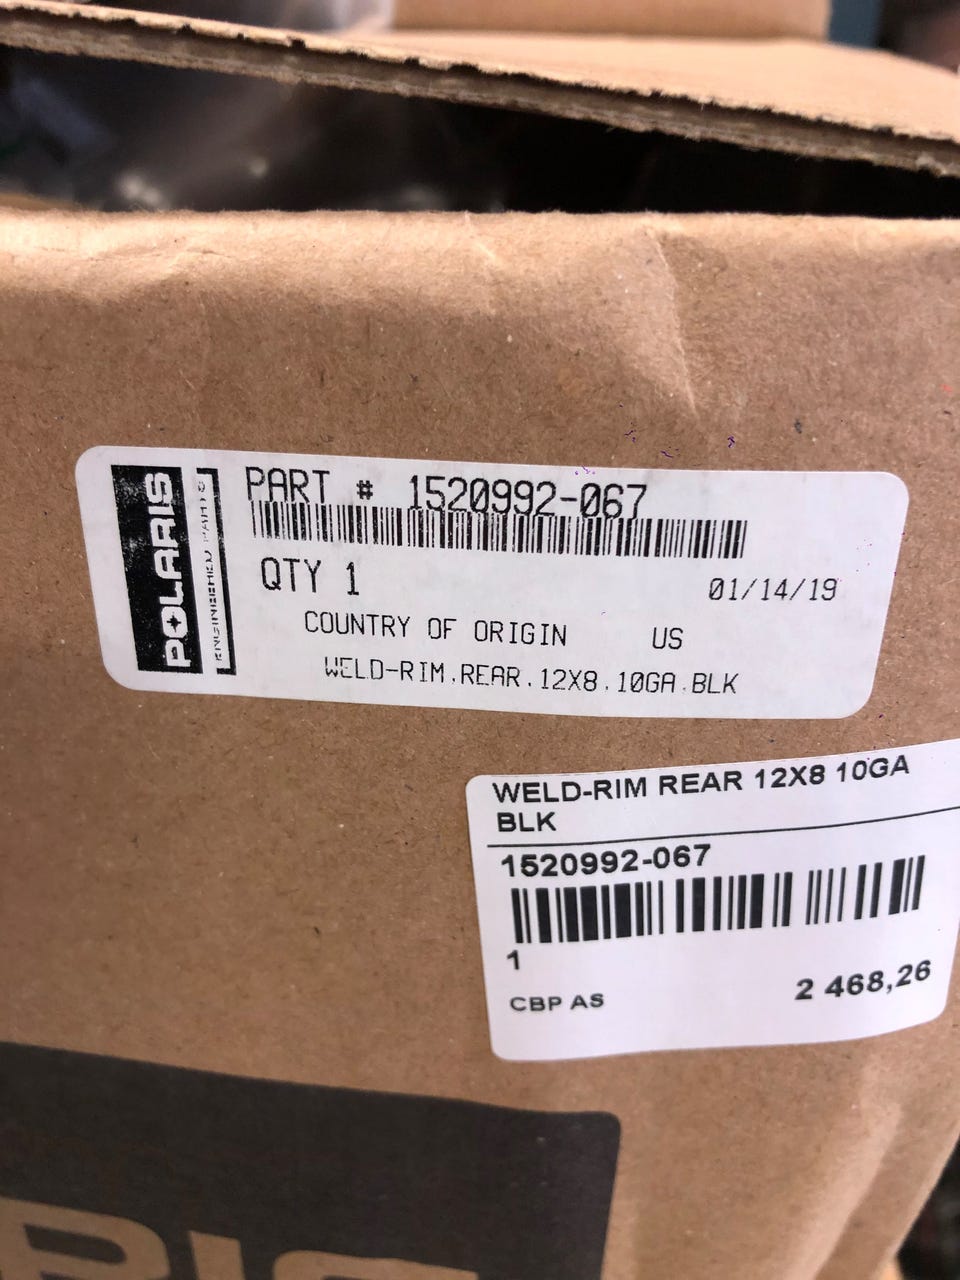 POLARIS
ENGINEERED PARTS
PART # 1520992-067
QTY 1
01/14/19
COUNTRY OF ORIGIN US
WELD-RIM.REAR.12X8.10GA.BLK
WELD-RIM REAR 12X8 10GA
BLK
1520992-067
1
CBP AS
2 468,26
RIS